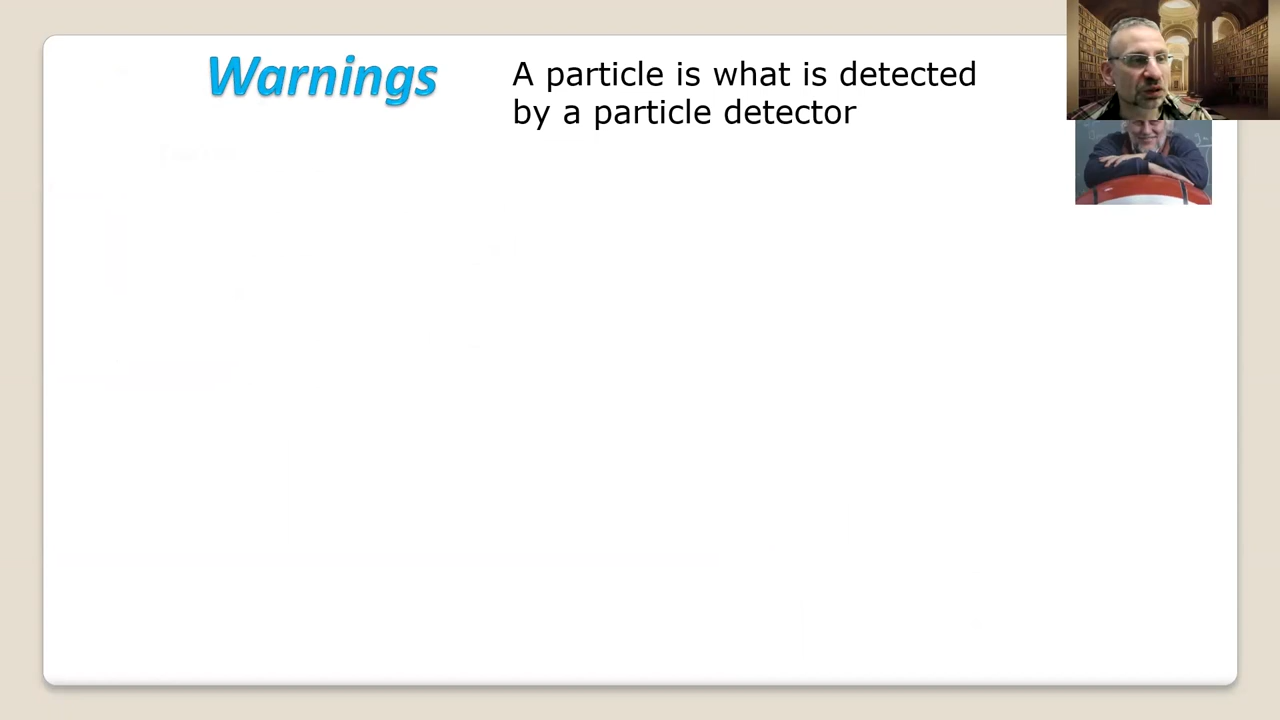 Warnings
A particle is what is detected
by a particle detector